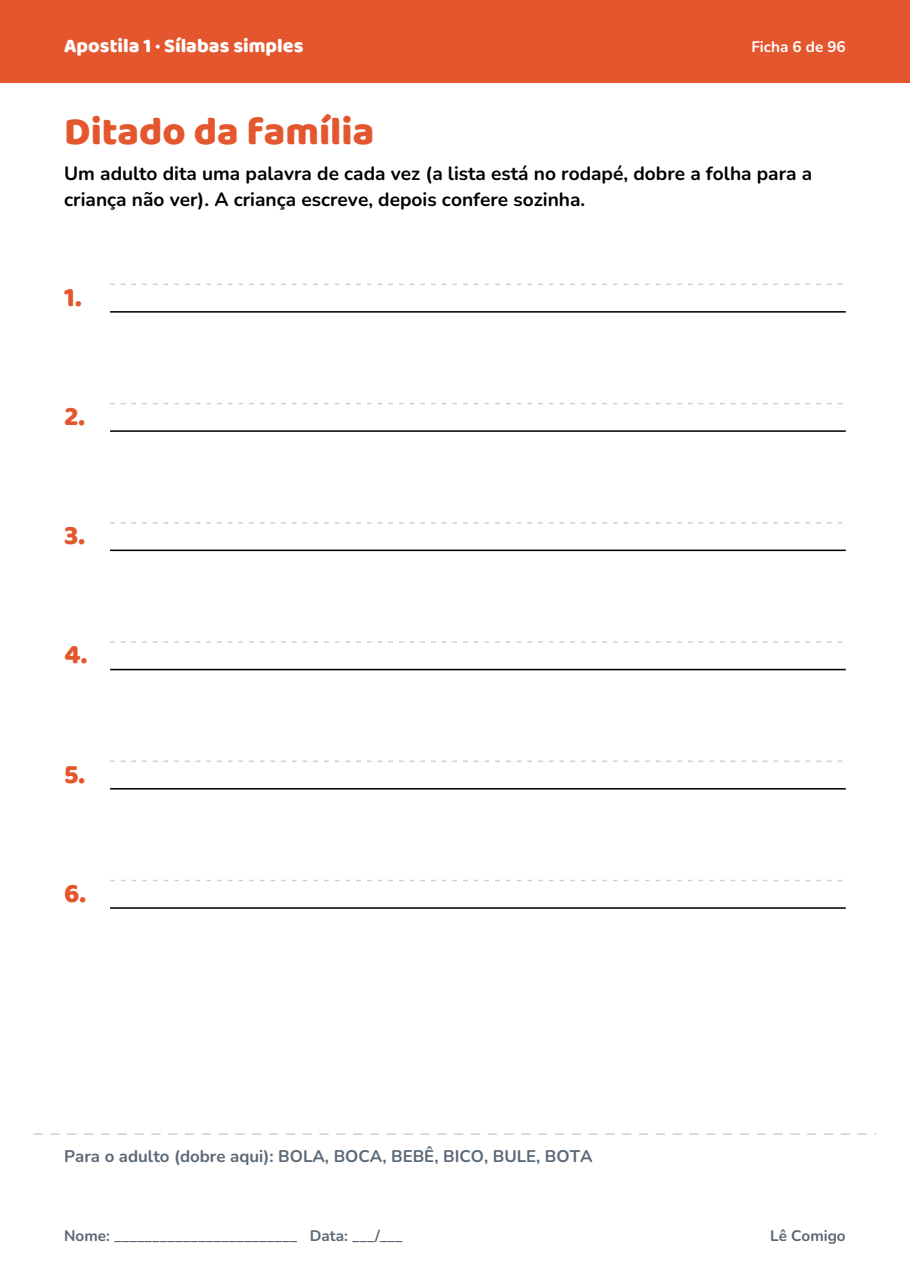 Apostila 1 · Sílabas simples
Ficha 6 de 96
Ditado da família
Um adulto dita uma palavra de cada vez (a lista está no rodapé, dobre a folha para a
criança não ver). A criança escreve, depois confere sozinha.
1.
2.
3.
4.
5.
6.
Para o adulto (dobre aqui): BOLA, BOCA, BEBÊ, BICO, BULE, BOTA
Nome: ________________________ Data: ___/___
Lê Comigo